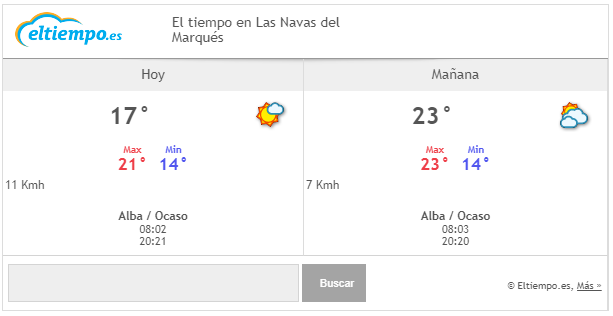 eltiempo.es
El tiempo en Las Navas del
Marqués
Hoy
Mañana
17°
23°
Max
Min
21°
14°
Max
Min
23°
14°
11 Kmh
7 Kmh
Alba / Ocaso
08:02
20:21
Alba / Ocaso
08:03
20:20
Buscar
© Eltiempo.es, Más »